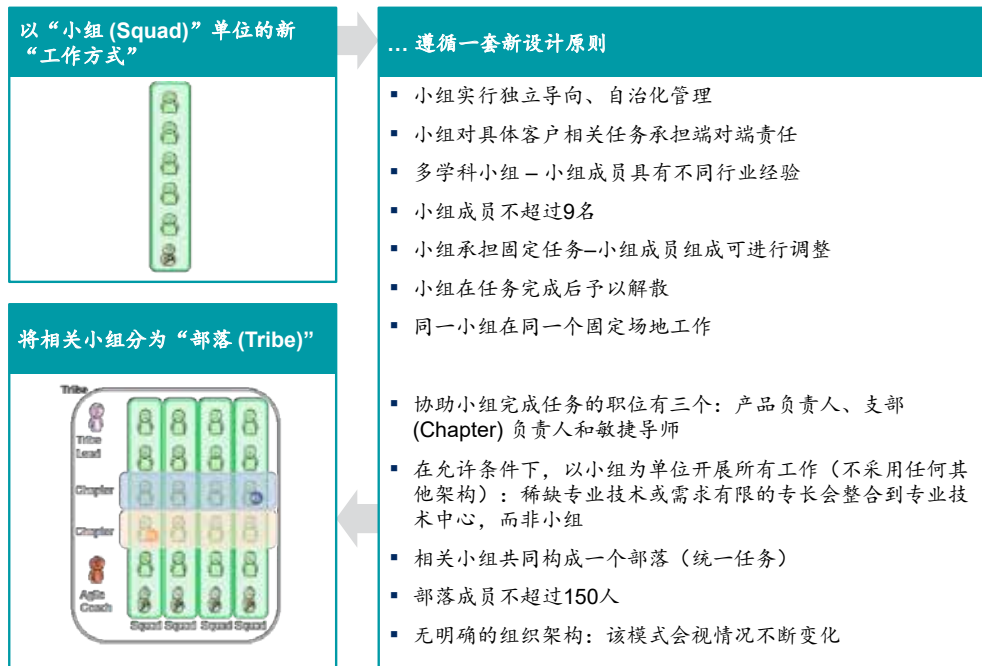 以“小组 (Squad)”单位的新
“工作方式”
… 遵循一套新设计原则
▪ 小组实行独立导向、自治化管理
▪ 小组对具体客户相关任务承担端对端责任
▪ 多学科小组 – 小组成员具有不同行业经验
▪ 小组成员不超过9名
▪ 小组承担固定任务–小组成员组成可进行调整
▪ 小组在任务完成后予以解散
▪ 同一小组在同一个固定场地工作
将相关小组分为“部落 (Tribe)”
Tribe
Tribe
Lead
Chapter
Chapter
Agile
Coach
Squad Squad Squad Squad
▪ 协助小组完成任务的职位有三个：产品负责人、支部
(Chapter) 负责人和敏捷导师
▪ 在允许条件下，以小组为单位开展所有工作（不采用任何其
他架构）：稀缺专业技术或需求有限的专长会整合到专业技
术中心，而非小组
▪ 相关小组共同构成一个部落（统一任务）
▪ 部落成员不超过150人
▪ 无明确的组织架构：该模式会视情况不断变化